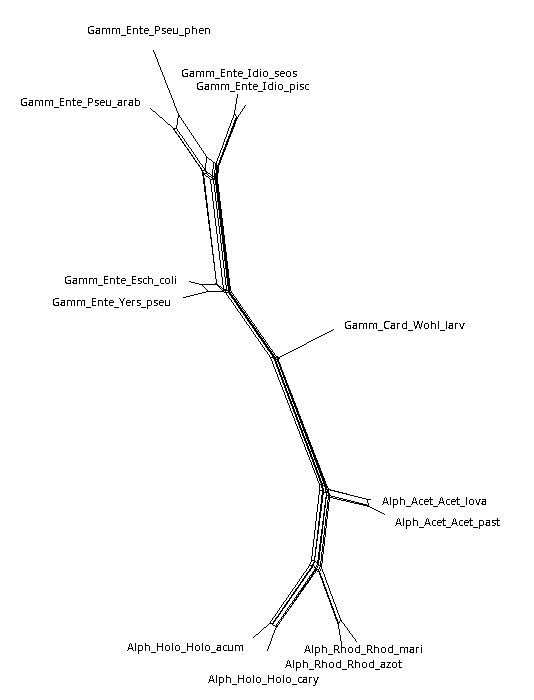 Gamm_Ente_Pseu_phen
Gamm_Ente_Idio_seos
Gamm_Ente_Idio_pisc
Gamm_Ente_Pseu_arab
Gamm_Ente_Esch_coli
Gamm_Ente_Yers_pseu
Gamm_Card_Wohl_larv
Alph_Acet_Acet_lova
Alph_Acet_Acet_past
Alph_Holo_Holo_acum
Alph_Rhod_Rhod_mari
Alph_Rhod_Rhod_azot
Alph_Holo_Holo_cary